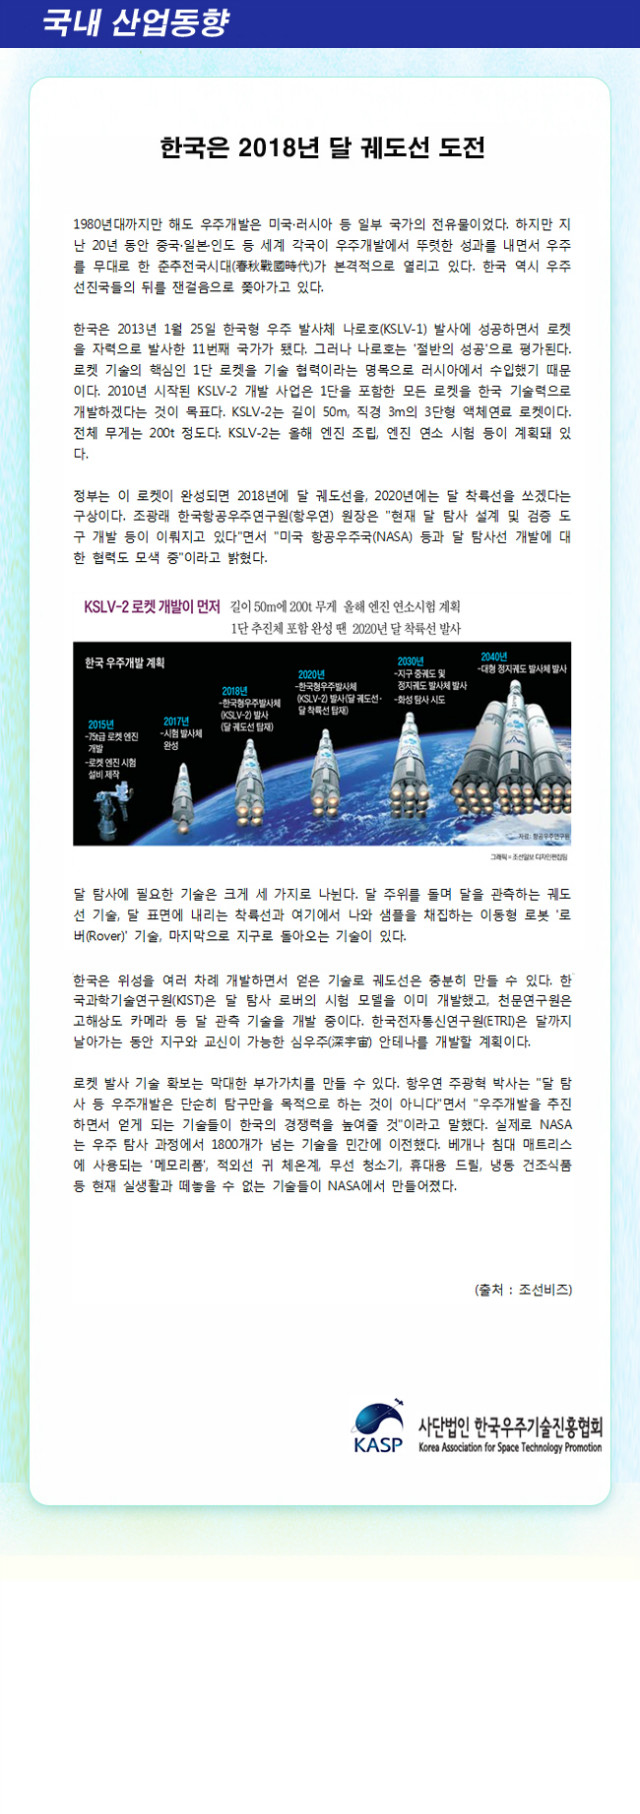 국내 산업동향
한국은 2018년 달 궤도선 도전
1980년대까지만 해도 우주개발은 미국·러시아 등 일부 국가의 전유물이었다. 하지만 지
난 20년 동안 중국·일본·인도 등 세계 각국이 우주개발에서 뚜렷한 성과를 내면서 우주
를 무대로 한 춘추전국시대(春秋戰國時代)가 본격적으로 열리고 있다. 한국 역시 우주
선진국들의 뒤를 잰걸음으로 쫓아가고 있다.
한국은 2013년 1월 25일 한국형 우주 발사체 나로호(KSLV-1) 발사에 성공하면서 로켓
을 자력으로 발사한 11번째 국가가 됐다. 그러나 나로호는 '절반의 성공'으로 평가된다.
로켓 기술의 핵심인 1단 로켓을 기술 협력이라는 명목으로 러시아에서 수입했기 때문
이다. 2010년 시작된 KSLV-2 개발 사업은 1단을 포함한 모든 로켓을 한국 기술력으로
개발하겠다는 것이 목표다. KSLV-2는 길이 50m, 직경 3m의 3단형 액체연료 로켓이다.
전체 무게는 200t 정도다. KSLV-2는 올해 엔진 조립, 엔진 연소 시험 등이 계획돼 있
다.
정부는 이 로켓이 완성되면 2018년에 달 궤도선을, 2020년에는 달 착륙선을 쏘겠다는
구상이다. 조광래 한국항공우주연구원(항우연) 원장은 "현재 달 탐사 설계 및 검증 도
구 개발 등이 이뤄지고 있다"면서 "미국 항공우주국(NASA) 등과 달 탐사선 개발에 대
한 협력도 모색 중"이라고 밝혔다.
KSLV-2 로켓 개발이 먼저 길이 50m에 200t 무게 올해 엔진 연소시험 계획
1단 추진체 포함 완성 땐 2020년 달 착륙선 발사
한국 우주개발 계획
2015년
-75t급 로켓 엔진
개발
-로켓 엔진 시험
설비 제작
2017년
-시험 발사체
완성
2018년
-한국형우주발사체
(KSLV-2) 발사
(달 궤도선 탑재)
2020년
-한국형우주발사체
(KSLV-2) 발사(달 궤도선·
달 착륙선 탑재)
2030년
-지구 중궤도 및
정지궤도 발사체 발사
-화성 탐사 시도
2040년
-대형 정지궤도 발사체 발사
자료: 항공우주연구원
그래픽 = 조선일보 디자인편집팀
달 탐사에 필요한 기술은 크게 세 가지로 나뉜다. 달 주위를 돌며 달을 관측하는 궤도
선 기술, 달 표면에 내리는 착륙선과 여기에서 나와 샘플을 채집하는 이동형 로봇 '로
버(Rover)' 기술, 마지막으로 지구로 돌아오는 기술이 있다.
한국은 위성을 여러 차례 개발하면서 얻은 기술로 궤도선은 충분히 만들 수 있다. 한
국과학기술연구원(KIST)은 달 탐사 로버의 시험 모델을 이미 개발했고, 천문연구원은
고해상도 카메라 등 달 관측 기술을 개발 중이다. 한국전자통신연구원(ETRI)은 달까지
날아가는 동안 지구와 교신이 가능한 심우주(深宇宙) 안테나를 개발할 계획이다.
로켓 발사 기술 확보는 막대한 부가가치를 만들 수 있다. 항우연 주광혁 박사는 "달 탐
사 등 우주개발은 단순히 탐구만을 목적으로 하는 것이 아니다"면서 "우주개발을 추진
하면서 얻게 되는 기술들이 한국의 경쟁력을 높여줄 것"이라고 말했다. 실제로 NASA
는 우주 탐사 과정에서 1800개가 넘는 기술을 민간에 이전했다. 베개나 침대 매트리스
에 사용되는 '메모리폼', 적외선 귀 체온계, 무선 청소기, 휴대용 드릴, 냉동 건조식품
등 현재 실생활과 떼놓을 수 없는 기술들이 NASA에서 만들어졌다.
(출처 : 조선비즈)
KASP
사단법인 한국우주기술진흥협회
Korea Association for Space Technology Promotion